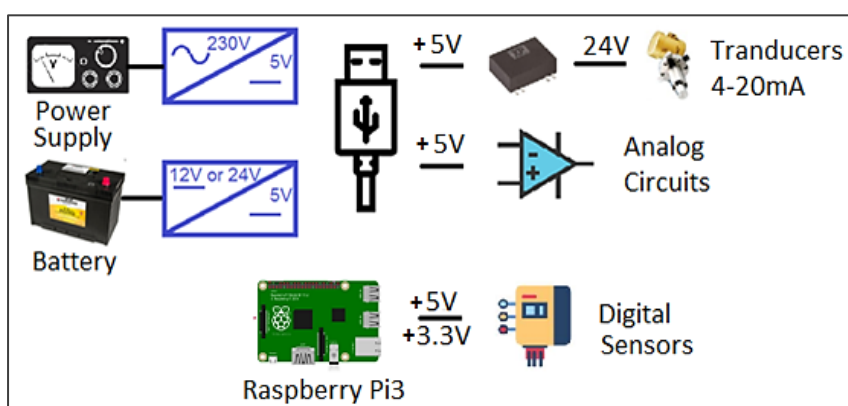 230V
5V
Power
Supply
12V or 24V
5V
Battery
+5V
24V
Tranducers
4-20mA
+5V
Analog
Circuits
Raspberry Pi3
+5V
+3.3V
Digital
Sensors